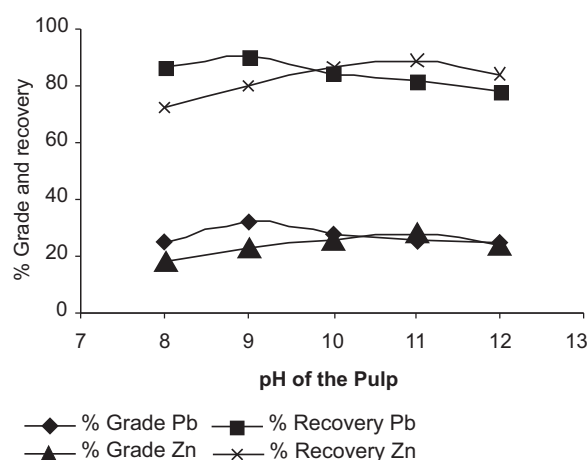 100
80
60
40
20
0
% Grade and recovery
7 8 9 10 11 12 13
pH of the Pulp
% Grade Pb % Recovery Pb
% Grade Zn % Recovery Zn